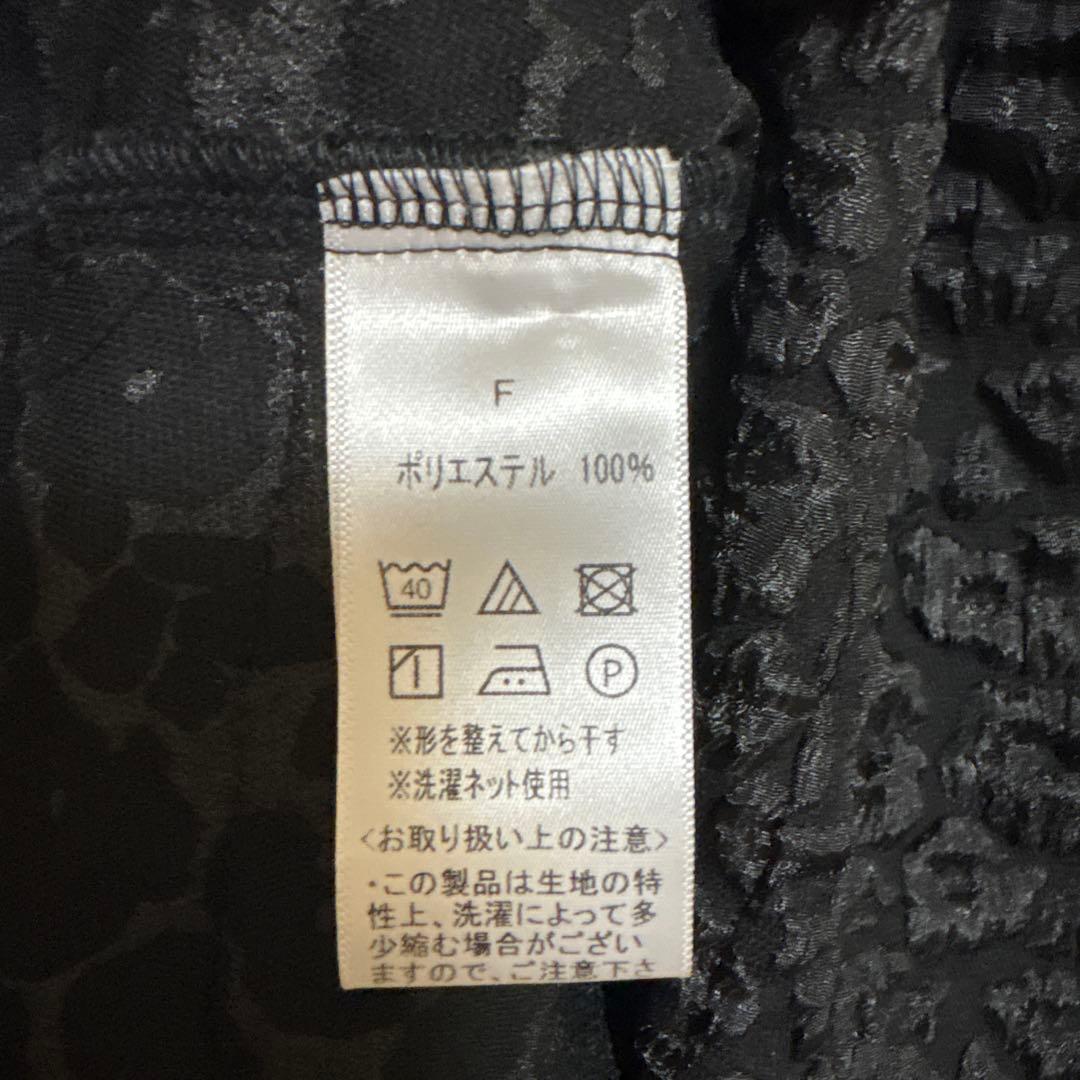 F
ポリエステル 100%
40
P
※形を整えてから干す
※洗濯ネット使用
<お取り扱い上の注意>
・この製品は生地の特
性上、洗濯によって多
少縮む場合がござい
ますので、ご注意下さ